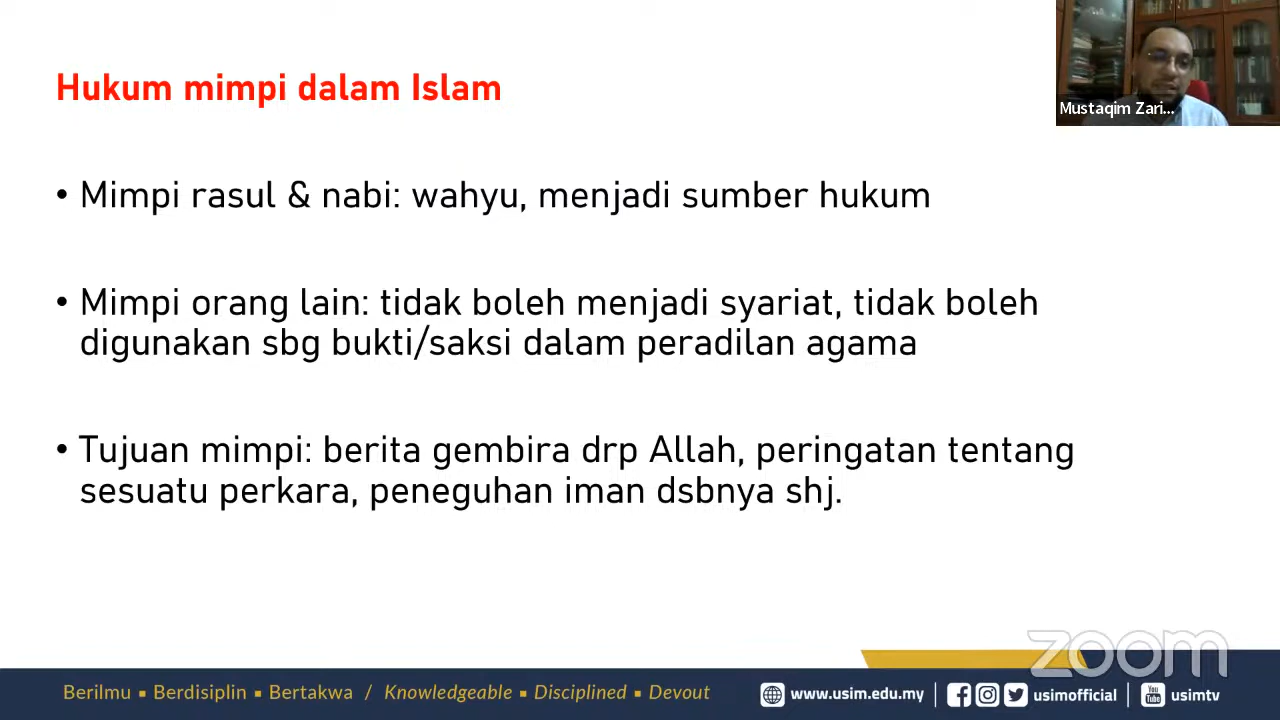 Hukum mimpi dalam Islam
Mustaqim Zari...
• Mimpi rasul & nabi: wahyu, menjadi sumber hukum
• Mimpi orang lain: tidak boleh menjadi syariat, tidak boleh
digunakan sbg bukti/saksi dalam peradilan agama
• Tujuan mimpi: berita gembira drp Allah, peringatan tentang
sesuatu perkara, peneguhan iman dsbnya shj.
zoom
Berilmu ▪ Berdisiplin ▪ Bertakwa / Knowledgeable ▪ Disciplined ▪ Devout
www.usim.edu.my | usimofficial | You Tube usimtv